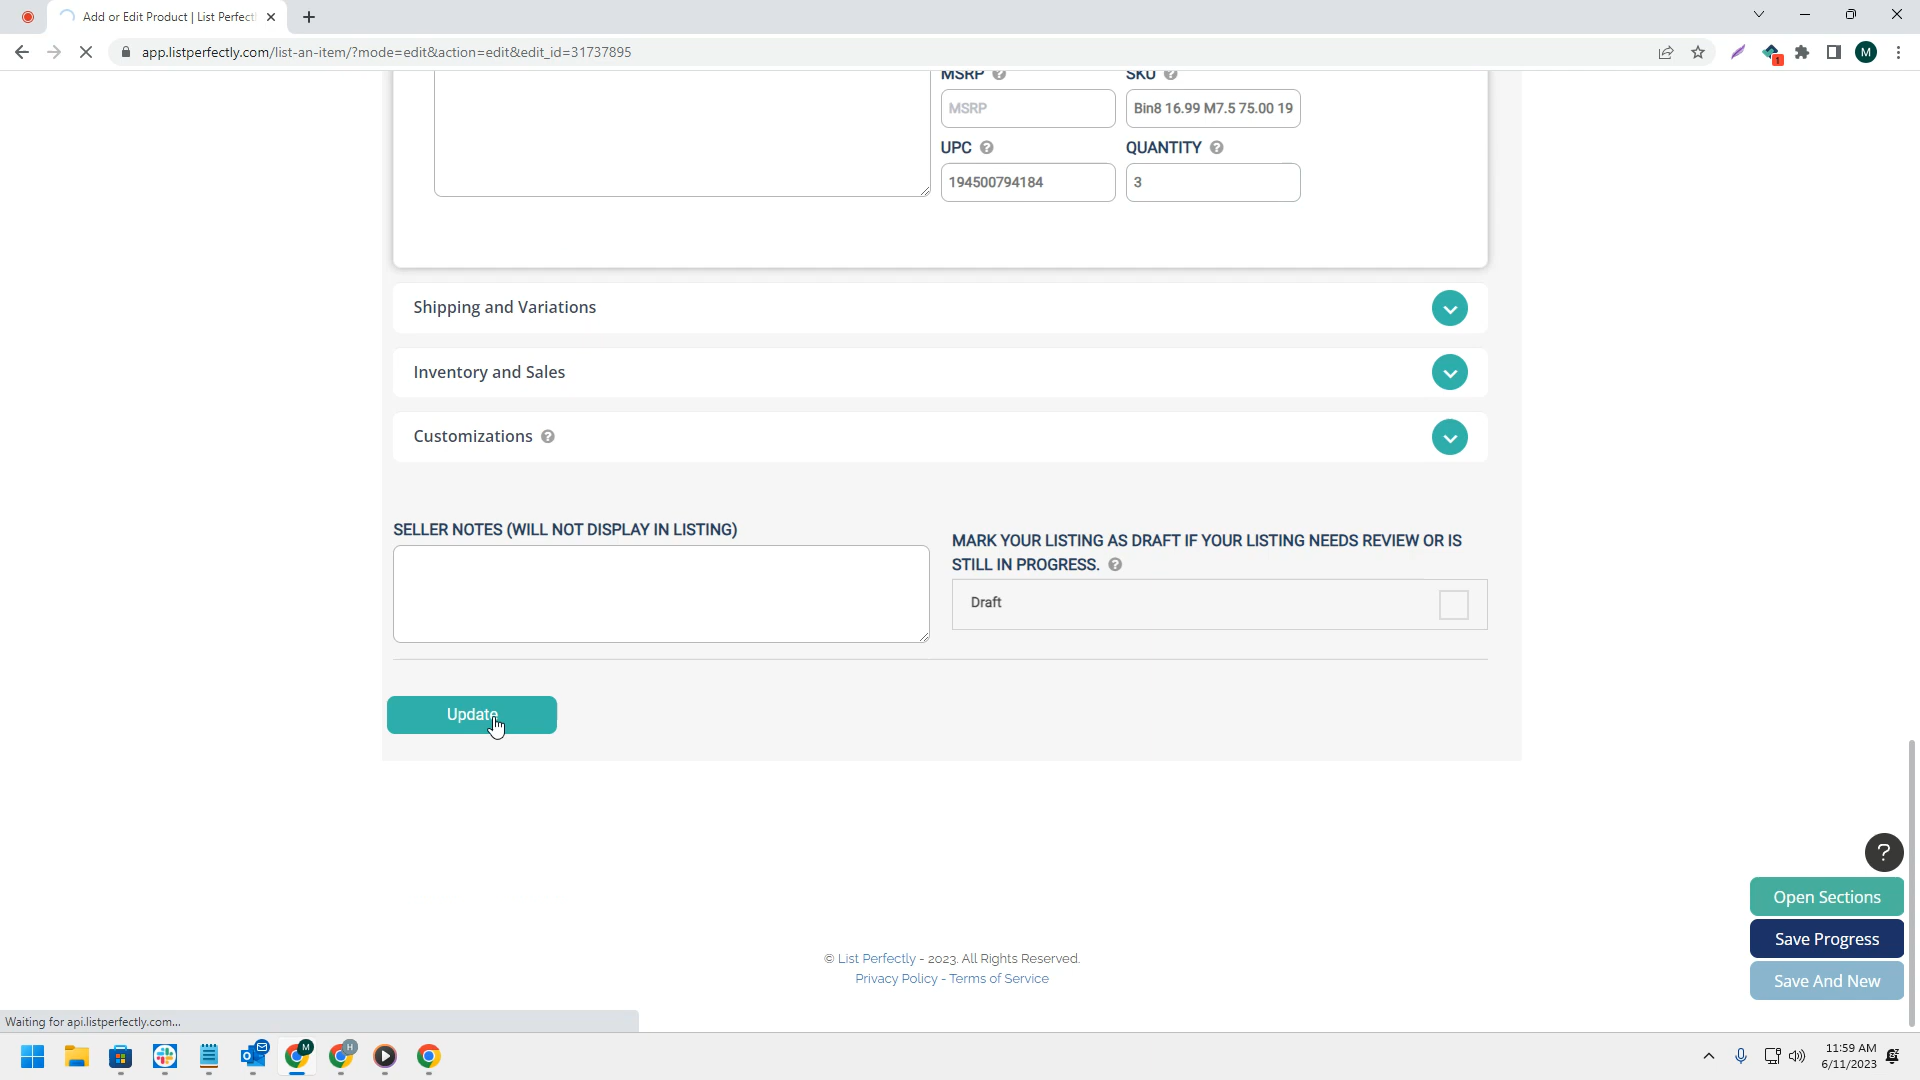 Add or Edit Product | List Perfect
app.listperfectly.com/list-an-item/?mode=edit&action=edit&edit_id=31737895
1
M
MSRP ?
SKU ?
MSRP
Bin8 16.99 M7.5 75.00 19
UPC ?
QUANTITY ?
194500794184
3
Shipping and Variations
Inventory and Sales
Customizations ?
SELLER NOTES (WILL NOT DISPLAY IN LISTING)
MARK YOUR LISTING AS DRAFT IF YOUR LISTING NEEDS REVIEW OR IS
STILL IN PROGRESS. ?
Draft
Update
?
Open Sections
Save Progress
Save And New
© List Perfectly - 2023. All Rights Reserved.
Privacy Policy - Terms of Service
Waiting for api.listperfectly.com...
M
H
11:59 AM
6/11/2023